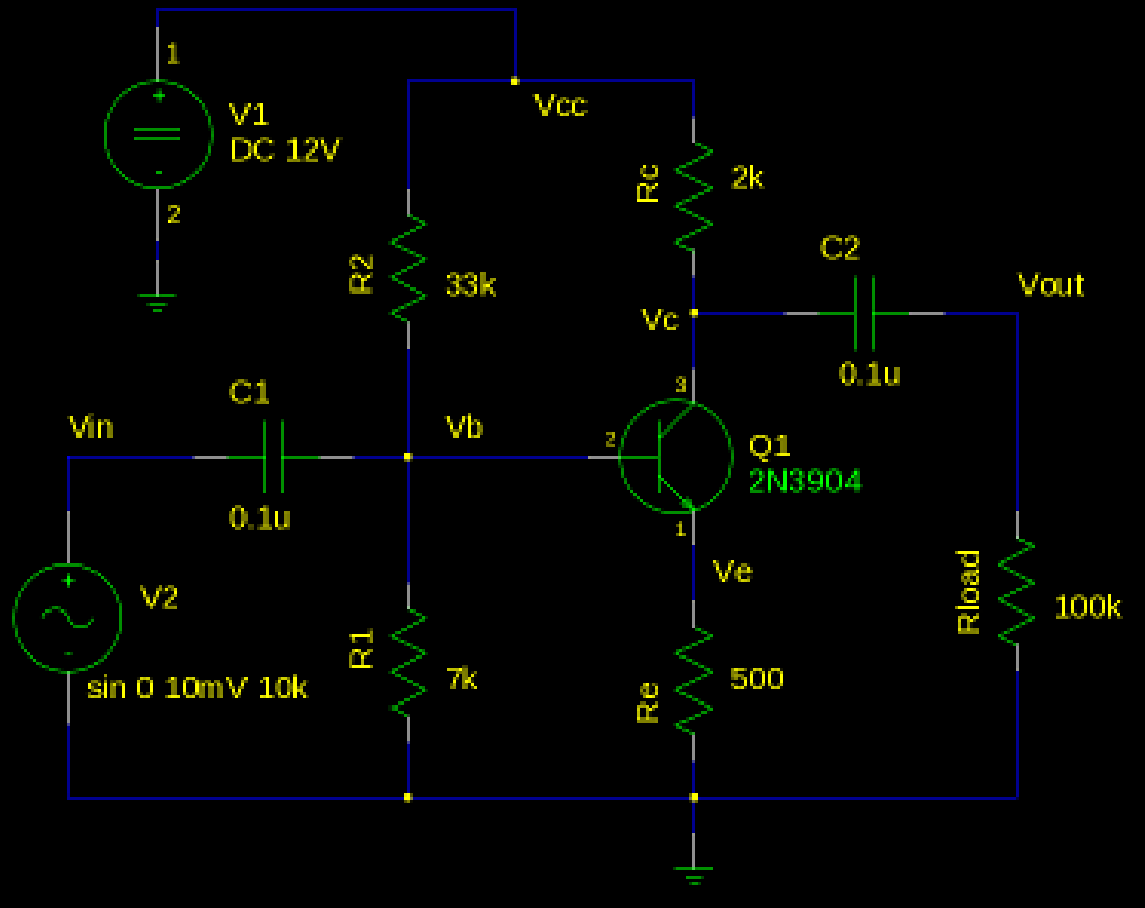 1
+
V1
DC 12V
-
2
Vcc
Rc
2k
R2
33k
C2
Vout
Vc
0.1u
3
C1
Vin
Vb
2
Q1
2N3904
0.1u
1
Ve
+
V2
-
sin 0 10mV 10k
R1
7k
Re
500
Rload
100k